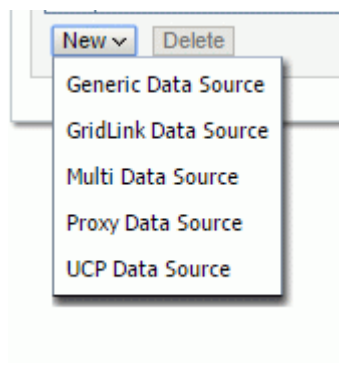 New Delete
Generic Data Source
GridLink Data Source
Multi Data Source
Proxy Data Source
UCP Data Source